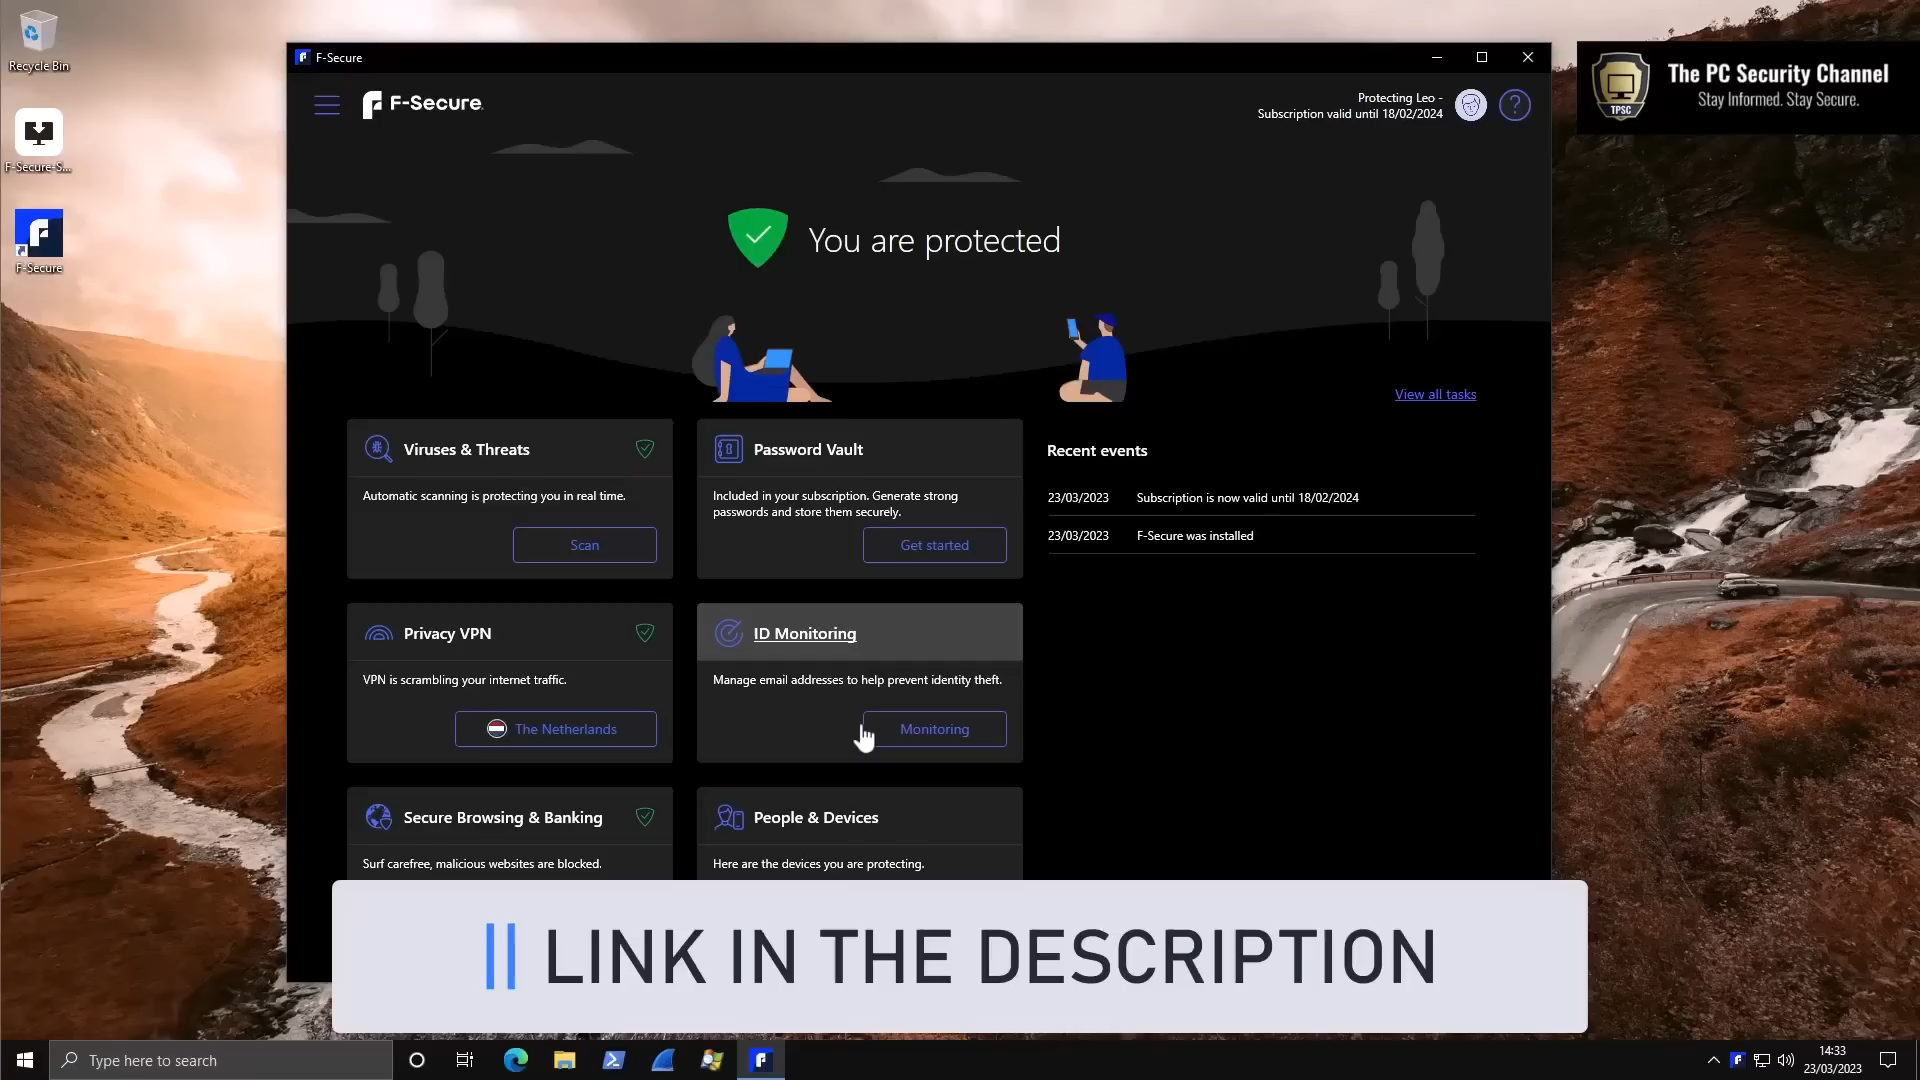 Recycle Bin
F-Secure-S...
F-Secure
F-Secure
F-Secure
Protecting Leo -
Subscription valid until 18/02/2024
?
TPSC
The PC Security Channel
Stay Informed. Stay Secure.
You are protected
View all tasks
Viruses & Threats
Automatic scanning is protecting you in real time.
Scan
Password Vault
Included in your subscription. Generate strong
passwords and store them securely.
Get started
Recent events
23/03/2023 Subscription is now valid until 18/02/2024
23/03/2023 F-Secure was installed
Privacy VPN
VPN is scrambling your internet traffic.
The Netherlands
ID Monitoring
Manage email addresses to help prevent identity theft.
Monitoring
Secure Browsing & Banking
Surf carefree, malicious websites are blocked.
People & Devices
Here are the devices you are protecting.
LINK IN THE DESCRIPTION
Type here to search
14:33
23/03/2023